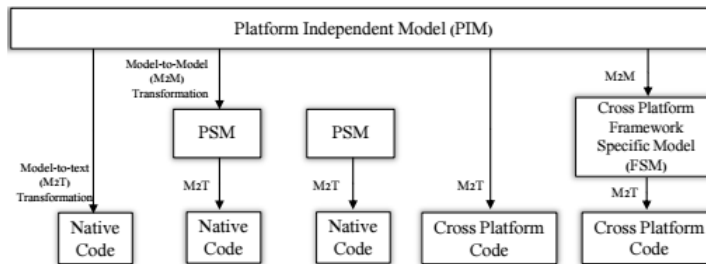 Platform Independent Model (PIM)
Model-to-Model
(M2M)
Transformation
M2M
PSM
PSM
Cross Platform
Framework
Specific Model
(FSM)
Model-to-text
(M2T)
Transformation
M2T
M2T
M2T
M2T
Native
Code
Native
Code
Native
Code
Cross Platform
Code
Cross Platform
Code